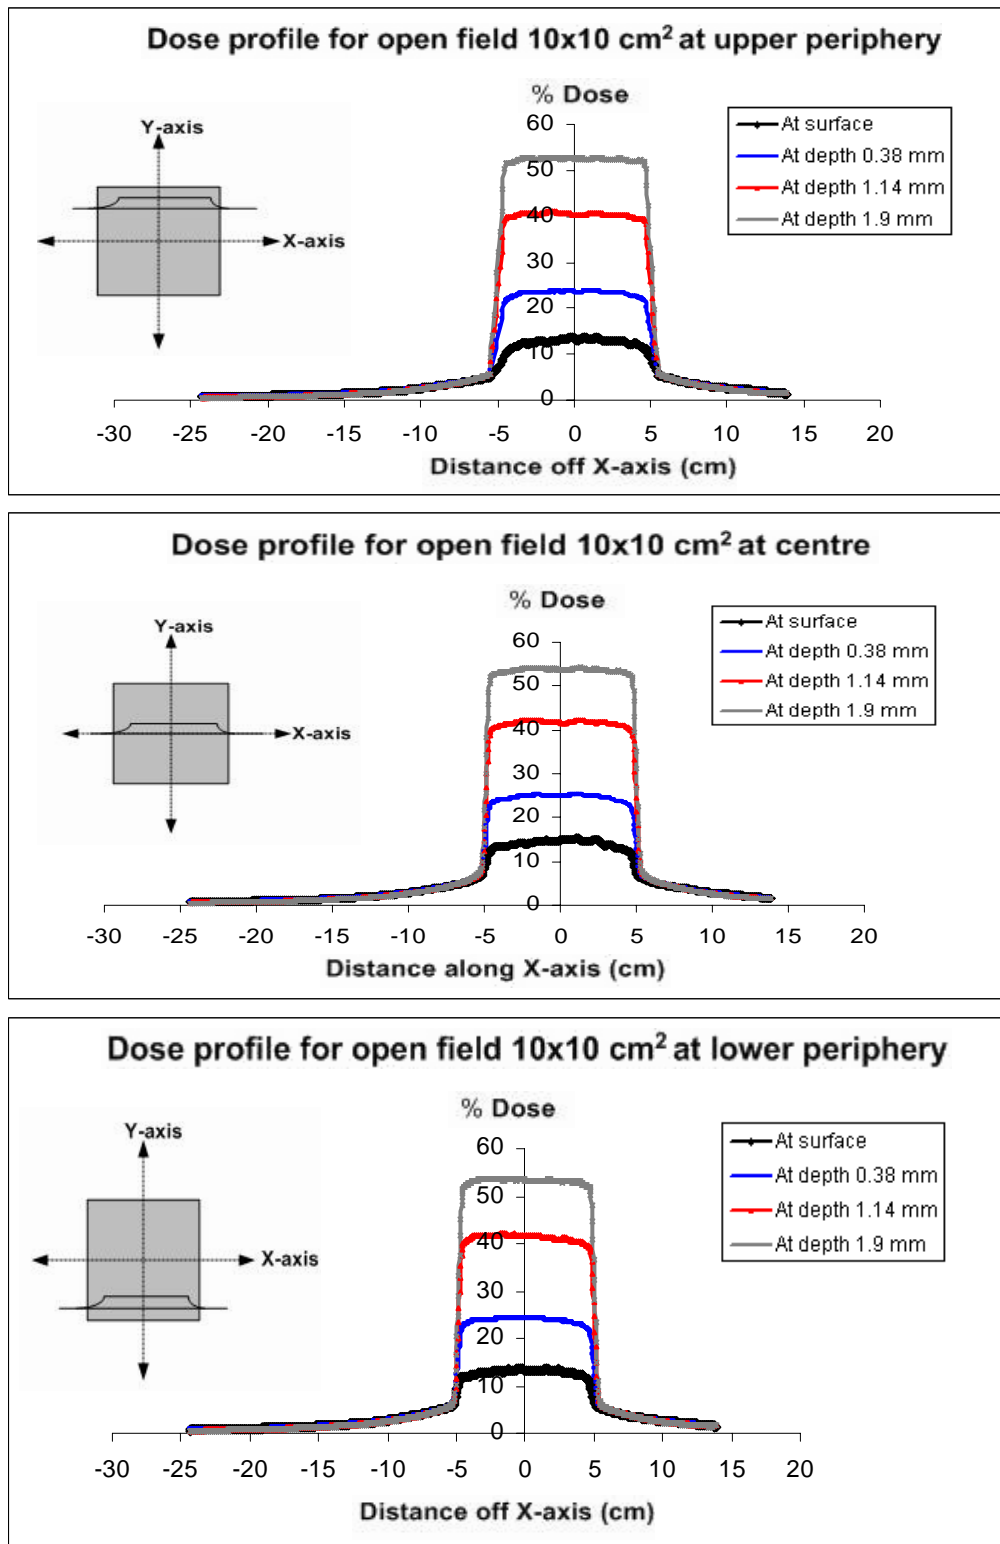 Dose profile for open field 10x10 cm² at upper periphery
% Dose
Y-axis
X-axis
At surface
At depth 0.38 mm
At depth 1.14 mm
At depth 1.9 mm
60
50
40
30
20
10
0
-30 -25 -20 -15 -10 -5 0 5 10 15 20
Distance off X-axis (cm)
Dose profile for open field 10x10 cm² at centre
% Dose
Y-axis
X-axis
At surface
At depth 0.38 mm
At depth 1.14 mm
At depth 1.9 mm
60
50
40
30
20
10
0
-30 -25 -20 -15 -10 -5 0 5 10 15 20
Distance along X-axis (cm)
Dose profile for open field 10x10 cm² at lower periphery
% Dose
Y-axis
X-axis
At surface
At depth 0.38 mm
At depth 1.14 mm
At depth 1.9 mm
60
50
40
30
20
10
0
-30 -25 -20 -15 -10 -5 0 5 10 15 20
Distance off X-axis (cm)